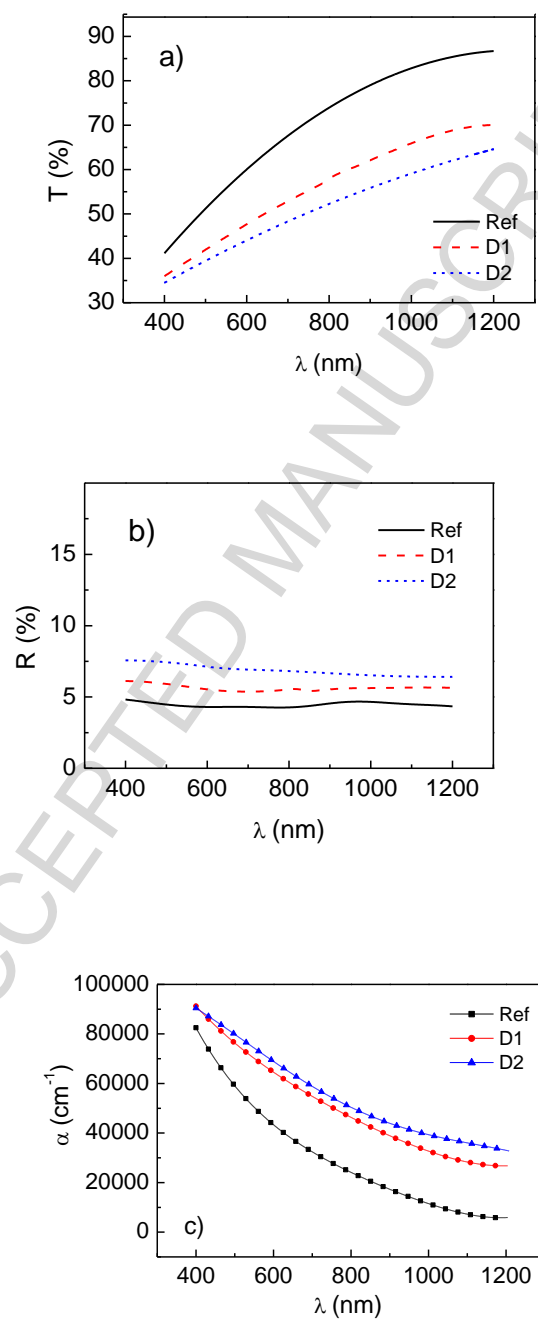 90
80
70
60
50
40
30
T (%)
a)
Ref
D1
D2
400 600 800 1000 1200
λ (nm)
15
10
5
0
R (%)
b)
Ref
D1
D2
400 600 800 1000 1200
λ (nm)
100000
80000
60000
40000
20000
0
α (cm⁻¹)
c)
Ref
D1
D2
400 600 800 1000 1200
λ (nm)
CCEPTED MANUSCRI